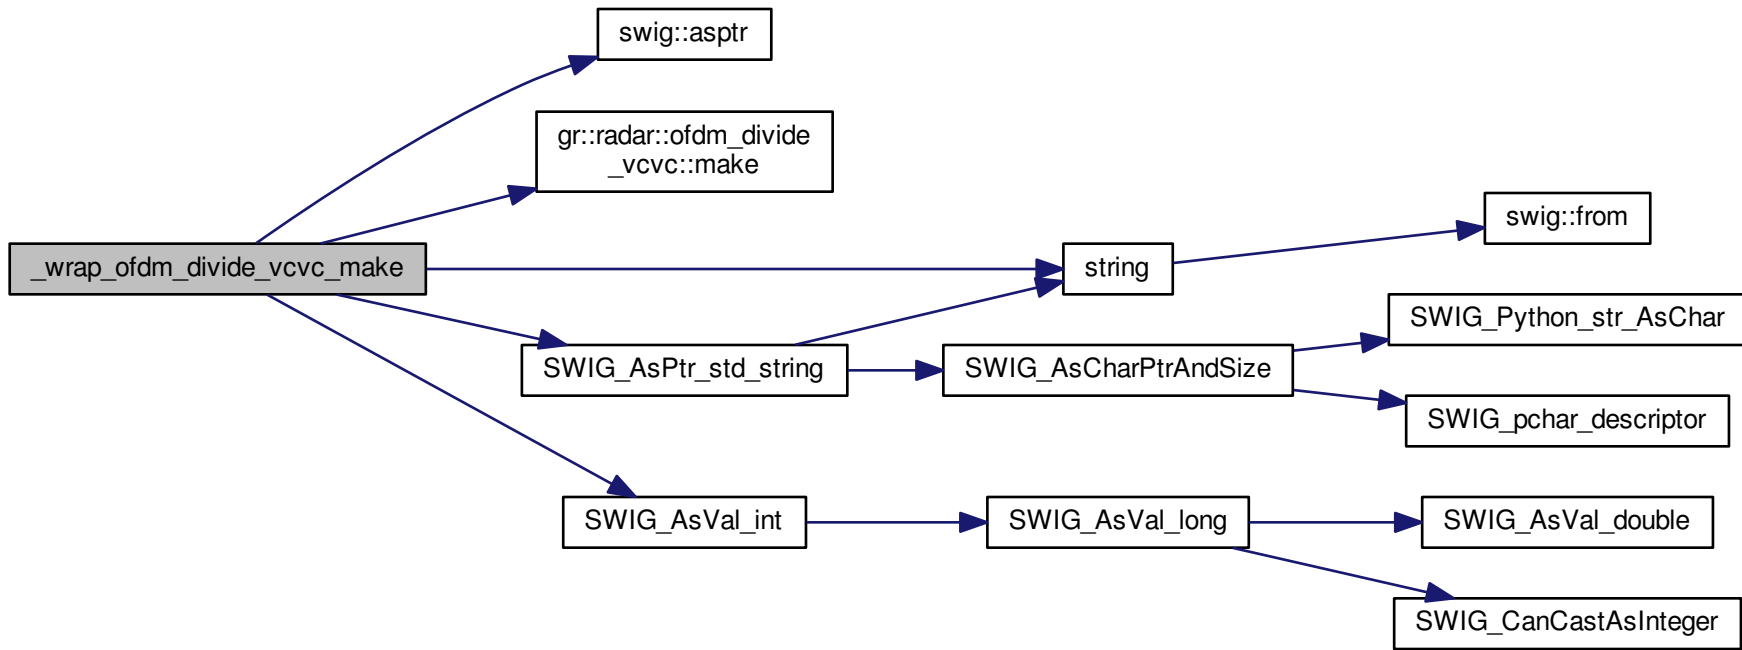 swig::asptr
gr::radar::ofdm_divide
_vcvc::make
swig::from
_wrap_ofdm_divide_vcvc_make
string
SWIG_Python_str_AsChar
SWIG_AsPtr_std_string
SWIG_AsCharPtrAndSize
SWIG_pchar_descriptor
SWIG_AsVal_int
SWIG_AsVal_long
SWIG_AsVal_double
SWIG_CanCastAsInteger